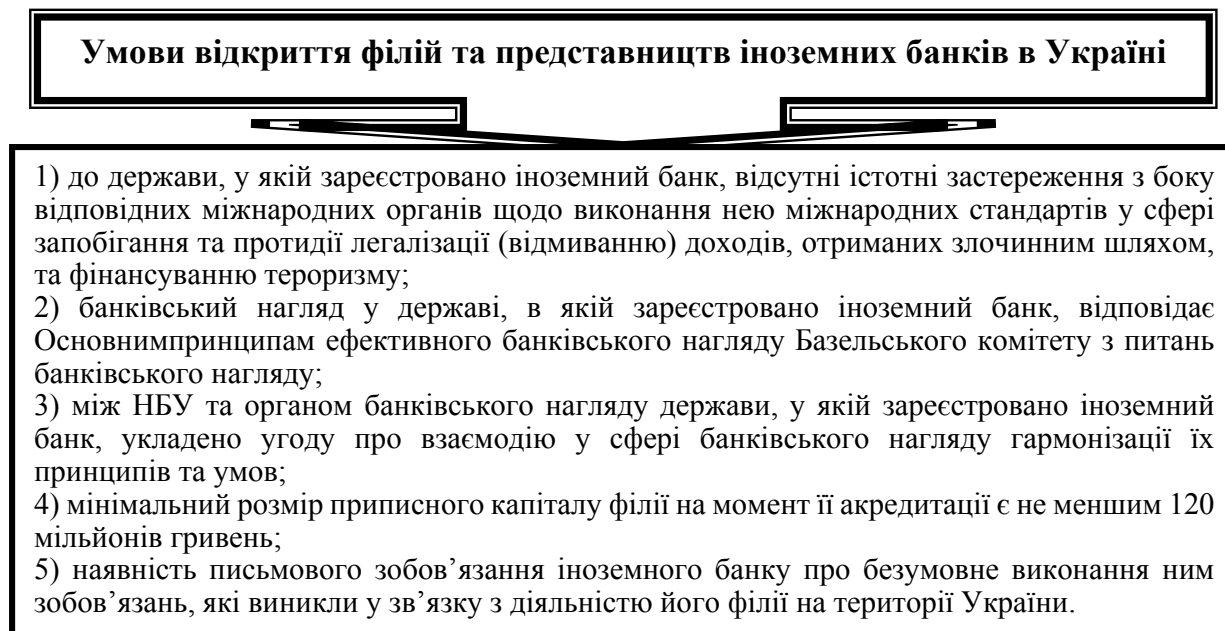 Умови відкриття філій та представництв іноземних банків в Україні
1) до держави, у якій зареєстровано іноземний банк, відсутні істотні застереження з боку
відповідних міжнародних органів щодо виконання нею міжнародних стандартів у сфері
запобігання та протидії легалізації (відмиванню) доходів, отриманих злочинним шляхом,
та фінансуванню тероризму;
2) банківський нагляд у державі, в якій зареєстровано іноземний банк, відповідає
Основнимпринципам ефективного банківського нагляду Базельського комітету з питань
банківського нагляду;
3) між НБУ та органом банківського нагляду держави, у якій зареєстровано іноземний
банк, укладено угоду про взаємодію у сфері банківського нагляду гармонізації їх
принципів та умов;
4) мінімальний розмір приписного капіталу філії на момент її акредитації є не меншим 120
мільйонів гривень;
5) наявність письмового зобов’язання іноземного банку про безумовне виконання ним
зобов’язань, які виникли у зв’язку з діяльністю його філії на території України.